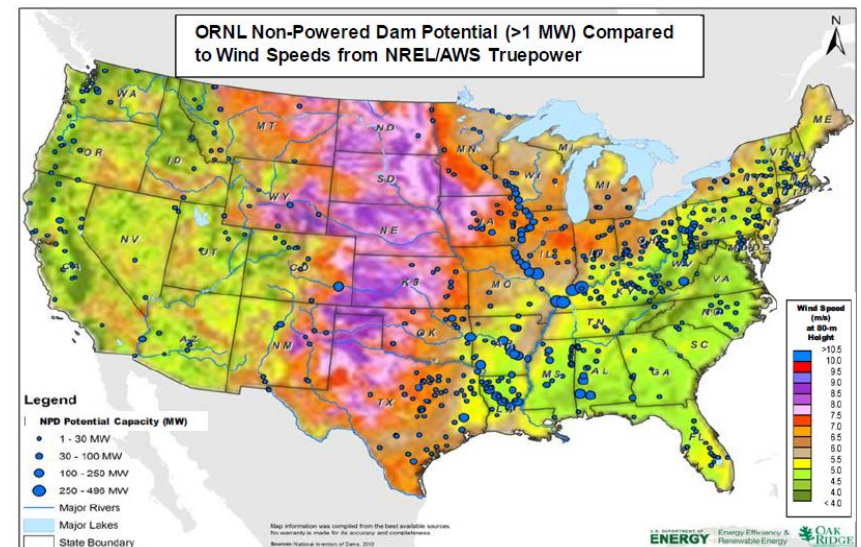 ORNL Non-Powered Dam Potential (>1 MW) Compared
to Wind Speeds from NREL/AWS Truepower
N
WA
MT
ND
MN
ME
OR
ID
SD
WI
MI
MI
VT
NH
WY
IA
NE
PA
NV
UT
CO
KS
MO
IL
OH
WV
VA
CA
KY
AZ
NM
OK
TN
NC
SC
TX
MS
AL
GA
LA
FL
Wind Speed
(m/s)
at 80-m
Height
>10.5
10.0
9.5
9.0
8.5
8.0
7.5
7.0
6.5
6.0
5.5
5.0
4.5
4.0
< 4.0
Legend
NPD Potential Capacity (MW)
1 - 30 MW
30 - 100 MW
100 - 250 MW
250 - 496 MW
Major Rivers
Major Lakes
State Boundary
Map information was compiled from the best available sources.
No warranty is made for its accuracy and completeness.
Sources: National Inventory of Dams, 2010
U.S. DEPARTMENT OF
ENERGY
Energy Efficiency &
Renewable Energy
OAK
RIDGE